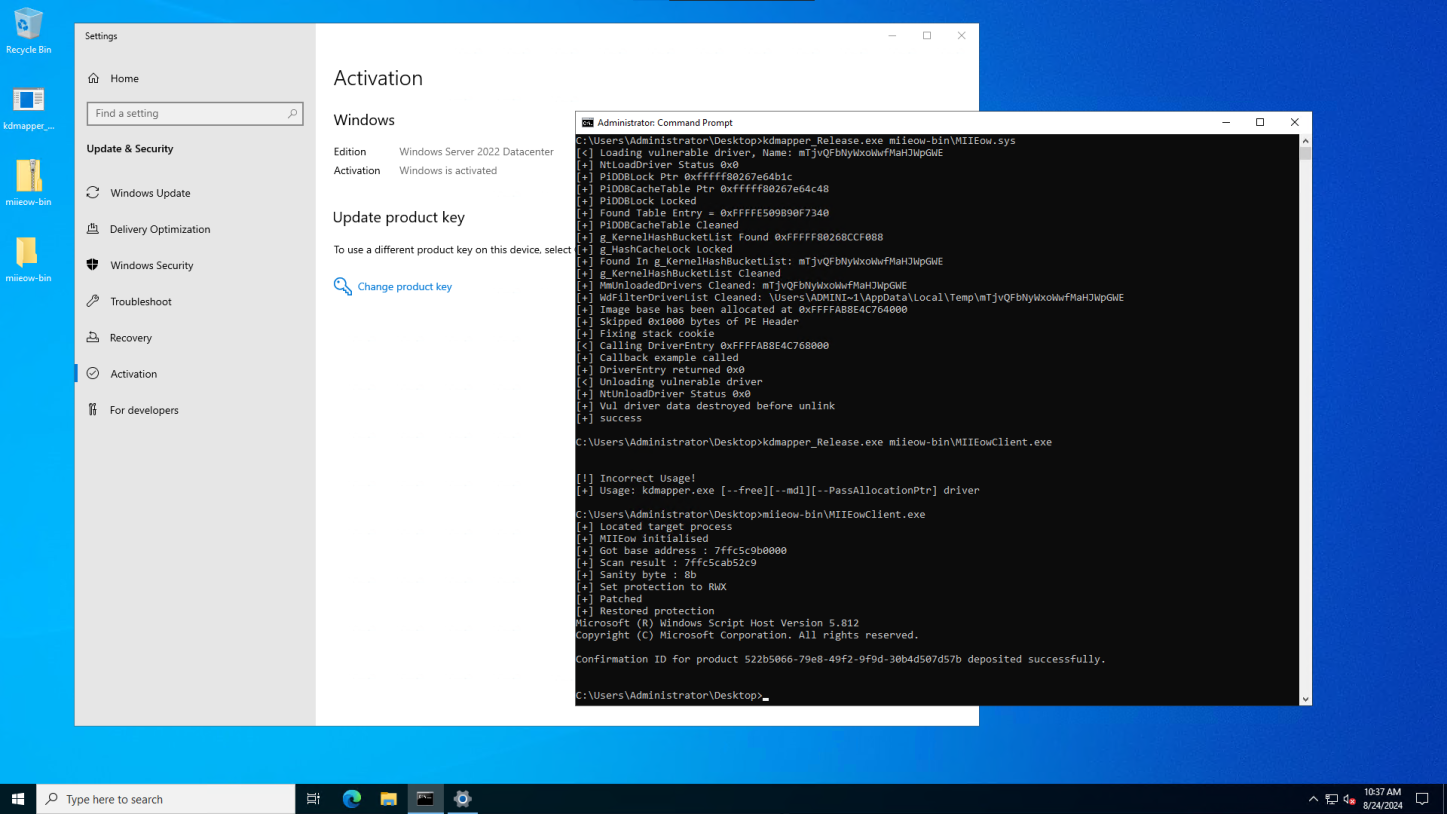 Recycle Bin
kdmapper_...
miieow-bin
miieow-bin
Settings
Home
Find a setting
Update & Security
Windows Update
Delivery Optimization
Windows Security
Troubleshoot
Recovery
Activation
For developers
Activation
Windows
Edition Windows Server 2022 Datacenter
Activation Windows is activated
Update product key
To use a different product key on this device, select
Change product key
Administrator: Command Prompt
C:\Users\Administrator\Desktop>kdmapper_Release.exe miieow-bin\MIIEow.sys
[<] Loading vulnerable driver, Name: mTjvQFbNyWxoWwfMaHJWpGWE
[+] NtLoadDriver Status 0x0
[+] PiDDBLock Ptr 0xfffff80267e64b1c
[+] PiDDBCacheTable Ptr 0xfffff80267e64c48
[+] PiDDBLock Locked
[+] Found Table Entry = 0xFFFFE509B90F7340
[+] PiDDBCacheTable Cleaned
[+] g_KernelHashBucketList Found 0xFFFFF80268CCF088
[+] g_HashCacheLock Locked
[+] Found In g_KernelHashBucketList: mTjvQFbNyWxoWwfMaHJWpGWE
[+] g_KernelHashBucketList Cleaned
[+] MmUnloadedDrivers Cleaned: mTjvQFbNyWxoWwfMaHJWpGWE
[+] WdFilterDriverList Cleaned: \Users\ADMINI~1\AppData\Local\Temp\mTjvQFbNyWxoWwfMaHJWpGWE
[+] Image base has been allocated at 0xFFFFAB8E4C764000
[+] Skipped 0x1000 bytes of PE Header
[+] Fixing stack cookie
[<] Calling DriverEntry 0xFFFFAB8E4C768000
[+] Callback example called
[+] DriverEntry returned 0x0
[<] Unloading vulnerable driver
[+] NtUnloadDriver Status 0x0
[+] Vul driver data destroyed before unlink
[+] success
C:\Users\Administrator\Desktop>kdmapper_Release.exe miieow-bin\MIIEowClient.exe
[!] Incorrect Usage!
[+] Usage: kdmapper.exe [--free][--mdl][--PassAllocationPtr] driver
C:\Users\Administrator\Desktop>miieow-bin\MIIEowClient.exe
[+] Located target process
[+] MIIEow initialised
[+] Got base address : 7ffc5c9b0000
[+] Scan result : 7ffc5cab52c9
[+] Sanity byte : 8b
[+] Set protection to RWX
[+] Patched
[+] Restored protection
Microsoft (R) Windows Script Host Version 5.812
Copyright (C) Microsoft Corporation. All rights reserved.
Confirmation ID for product 522b5066-79e8-49f2-9f9d-30b4d507d57b deposited successfully.
C:\Users\Administrator\Desktop>
Type here to search
10:37 AM
8/24/2024